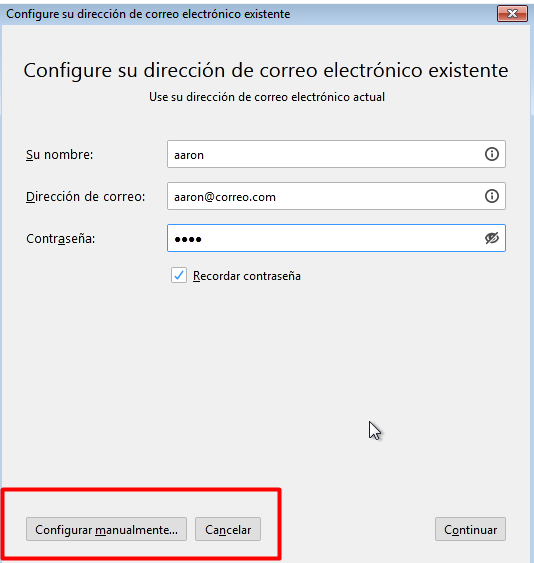 Configure su dirección de correo electrónico existente
Configure su dirección de correo electrónico existente
Use su dirección de correo electrónico actual
Su nombre: aaron
Dirección de correo: aaron@correo.com
Contraseña: ●●●●
Recordar contraseña
Configurar manualmente... Cancelar Continuar